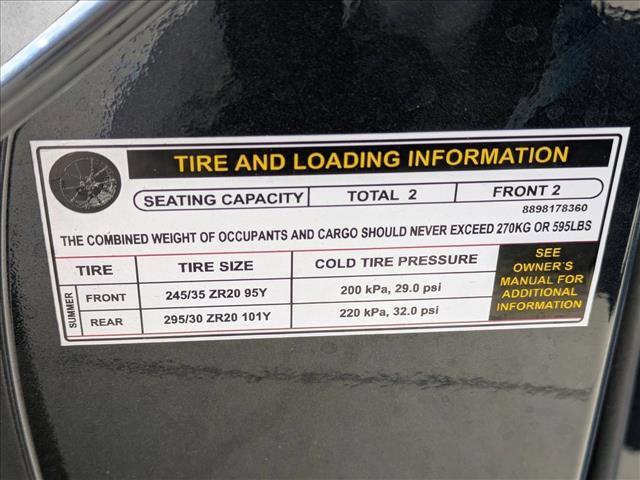 TIRE AND LOADING INFORMATION
SEATING CAPACITY TOTAL 2 FRONT 2
8898178360
THE COMBINED WEIGHT OF OCCUPANTS AND CARGO SHOULD NEVER EXCEED 270KG OR 595LBS
TIRE TIRE SIZE COLD TIRE PRESSURE
SUMMER
FRONT 245/35 ZR20 95Y 200 kPa, 29.0 psi
REAR 295/30 ZR20 101Y 220 kPa, 32.0 psi
SEE
OWNER'S
MANUAL FOR
ADDITIONAL
INFORMATION